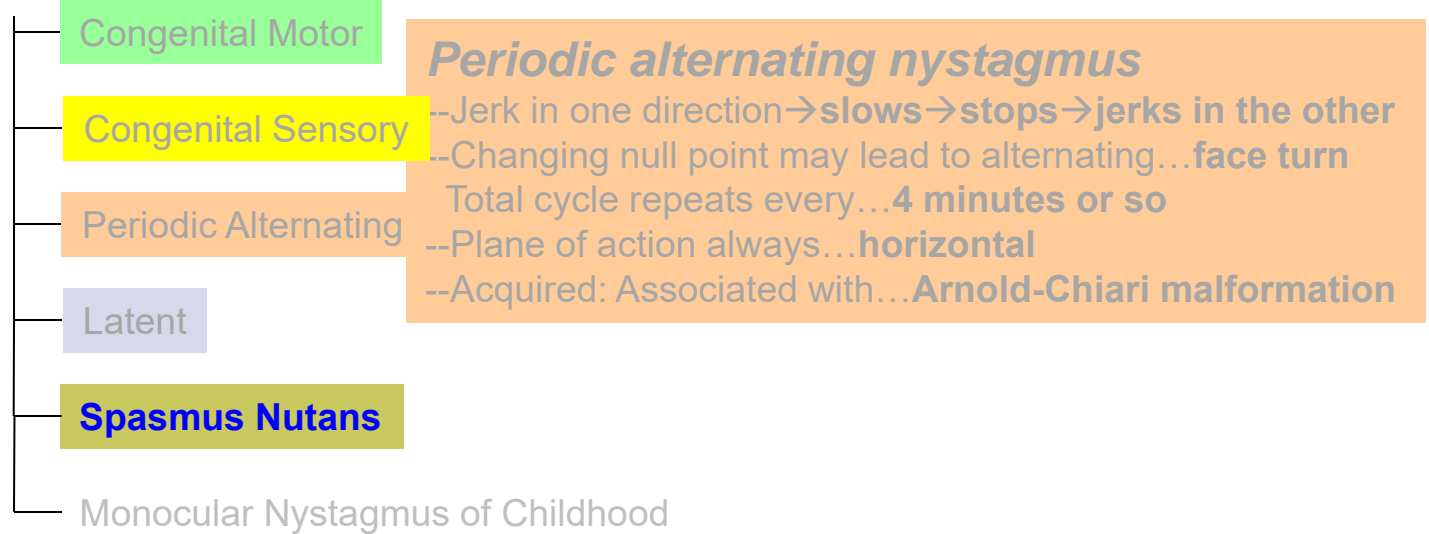 Congenital Motor
Congenital Sensory
Periodic Alternating
Latent
Spasmus Nutans
Monocular Nystagmus of Childhood
Periodic alternating nystagmus
--Jerk in one direction→slows→stops→jerks in the other
--Changing null point may lead to alternating…face turn
Total cycle repeats every…4 minutes or so
--Plane of action always…horizontal
--Acquired: Associated with…Arnold-Chiari malformation